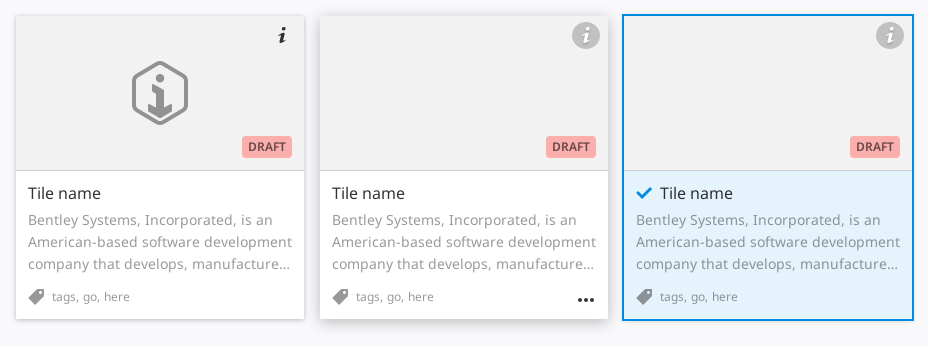 DRAFT
Tile name
Bentley Systems, Incorporated, is an
American-based software development
company that develops, manufacture...
tags, go, here
DRAFT
Tile name
Bentley Systems, Incorporated, is an
American-based software development
company that develops, manufacture...
tags, go, here
DRAFT
Tile name
Bentley Systems, Incorporated, is an
American-based software development
company that develops, manufacture...
tags, go, here